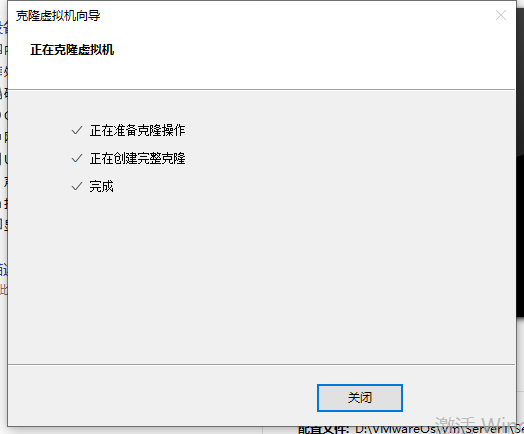 克隆虚拟机向导
正在克隆虚拟机
正在准备克隆操作
正在创建完整克隆
完成
关闭
激活 Win
配置文件: D:\VMwareOs\vm\Server1\Se